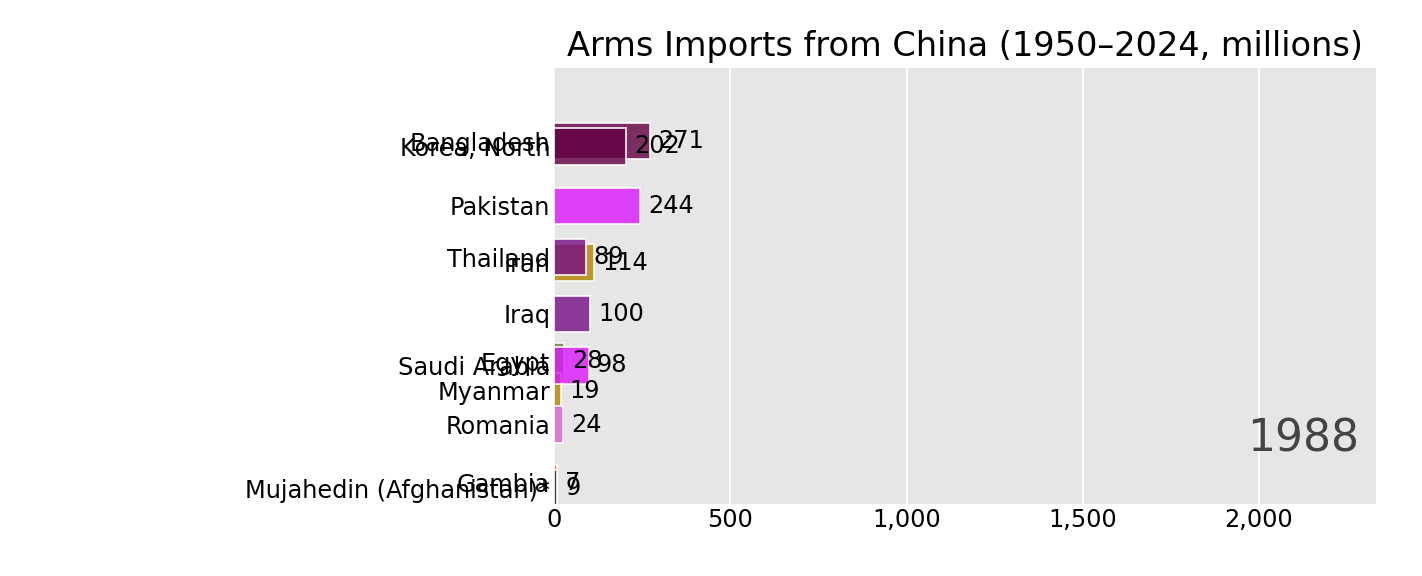 Arms Imports from China (1950–2024, millions)
Bangladesh 271
Korea, North 202
Pakistan 244
Thailand 89
Iran 114
Iraq 100
Egypt 28
Saudi Arabia 98
Myanmar 19
Romania 24
1988
Gambia 7
Mujahedin (Afghanistan)* 9
0 500 1,000 1,500 2,000